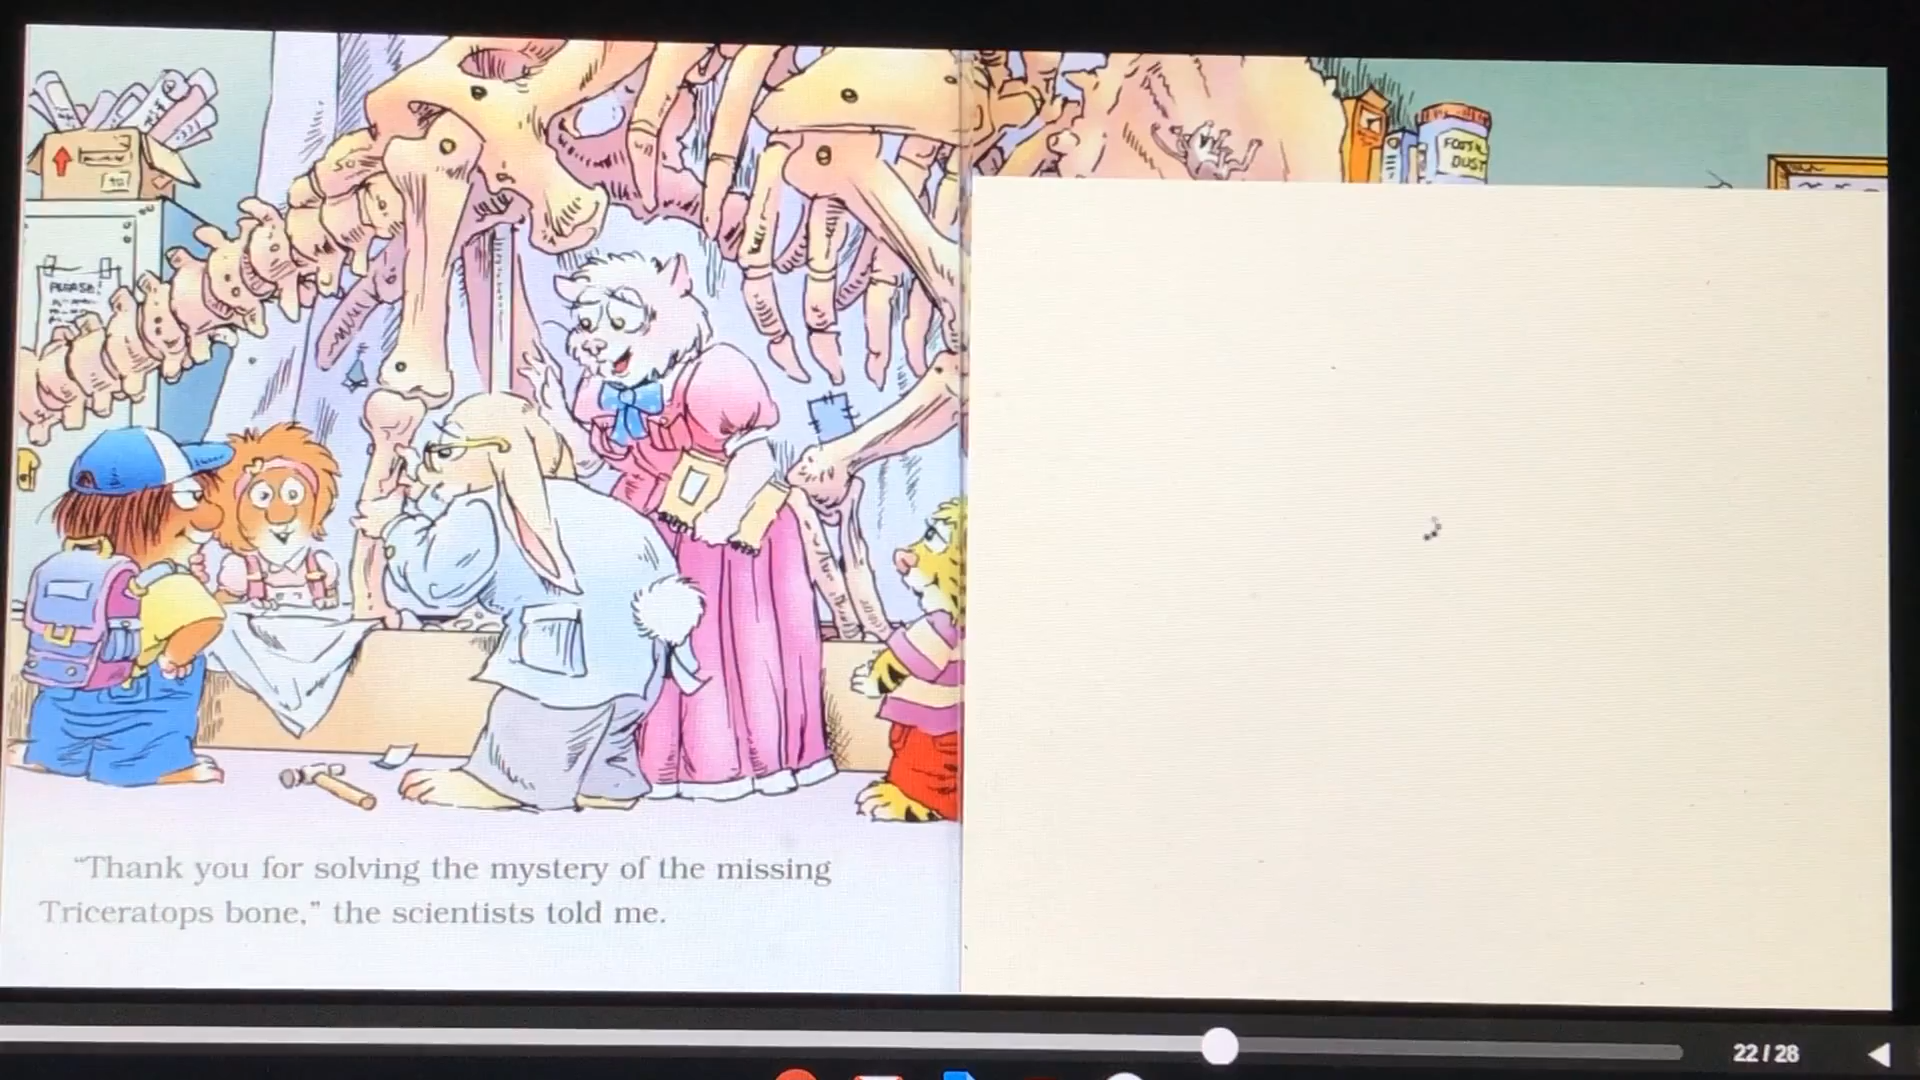 FOSSIL
DUST
PLEASE!
“Thank you for solving the mystery of the missing
Triceratops bone,” the scientists told me.
22 / 28